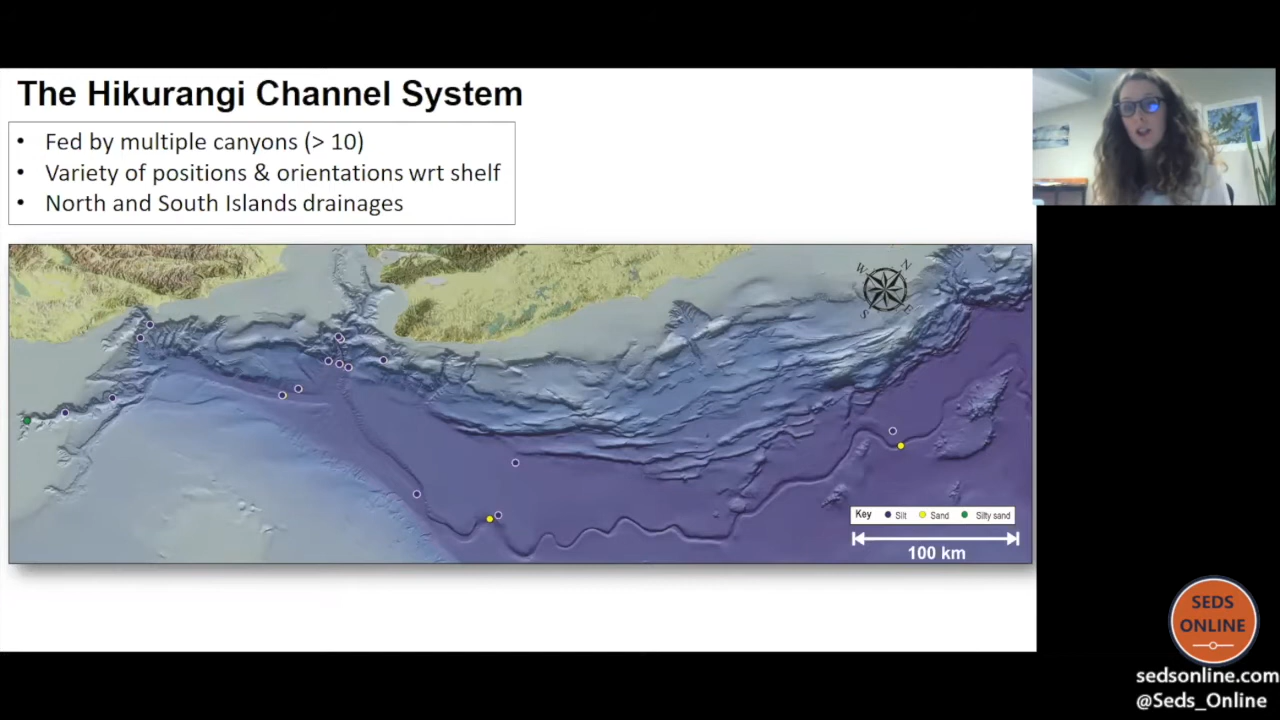 The Hikurangi Channel System
• Fed by multiple canyons (> 10)
• Variety of positions & orientations wrt shelf
• North and South Islands drainages
W N
S E
Key Silt Sand Silty sand
100 km
SEDS
ONLINE
sedsonline.com
@Seds_Online